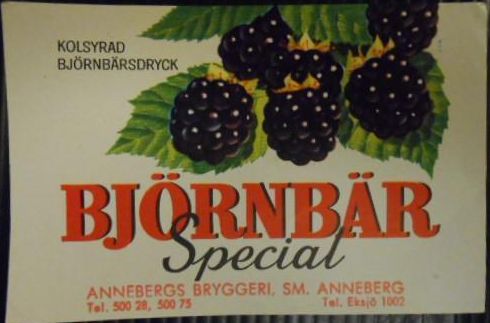 KOLSYRAD
BJÖRNBÄRSDRYCK
BJÖRNBÄR
Special
ANNEBERGS BRYGGERI, SM. ANNEBERG
Tel. 500 28, 500 75 Tel. Eksjö 1002